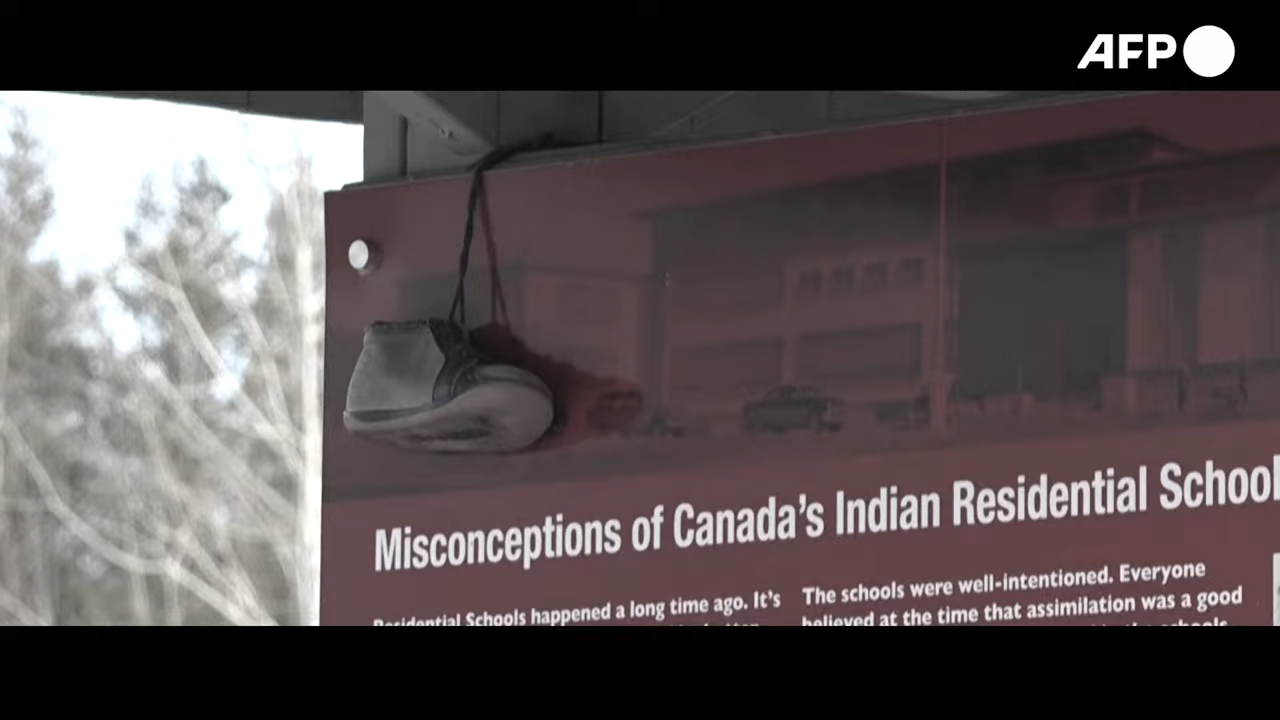 AFP
Misconceptions of Canada's Indian Residential School
Residential Schools happened a long time ago. It's
The schools were well-intentioned. Everyone
believed at the time that assimilation was a good